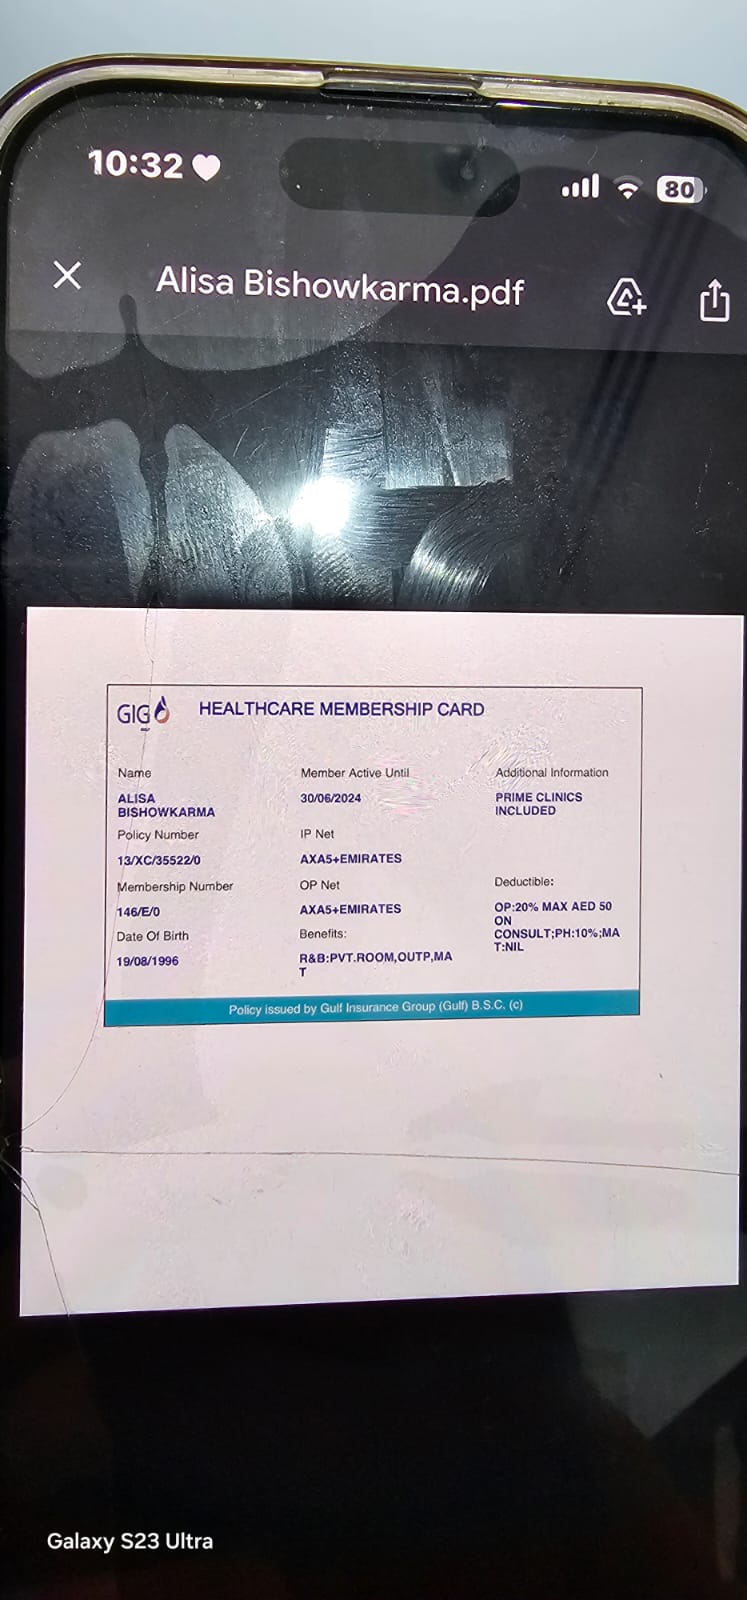 10:32
80
Alisa Bishowkarma.pdf
GIG HEALTHCARE MEMBERSHIP CARD
Name
ALISA
BISHOWKARMA
Policy Number
13/XC/35522/0
Membership Number
146/E/0
Date Of Birth
19/08/1996
Member Active Until
30/06/2024
IP Net
AXA5+EMIRATES
OP Net
AXA5+EMIRATES
Benefits:
R&B:PVT.ROOM,OUTP,MA
T
Additional Information
PRIME CLINICS
INCLUDED
Deductible:
OP:20% MAX AED 50
ON
CONSULT;PH:10%;MA
T:NIL
Policy issued by Gulf Insurance Group (Gulf) B.S.C. (c)
Galaxy S23 Ultra